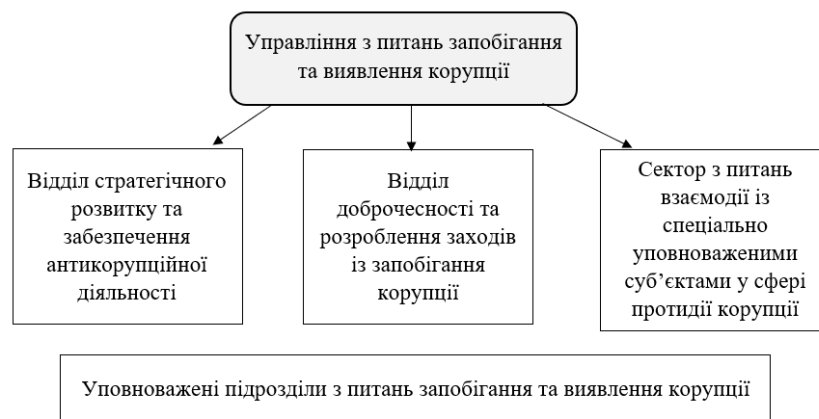 Управління з питань запобігання
та виявлення корупції
Відділ стратегічного
розвитку та
забезпечення
антикорупційної
діяльності
Відділ
доброчесності та
розроблення заходів
із запобігання
корупції
Сектор з питань
взаємодії із
спеціально
уповноваженими
суб’єктами у сфері
протидії корупції
Уповноважені підрозділи з питань запобігання та виявлення корупції